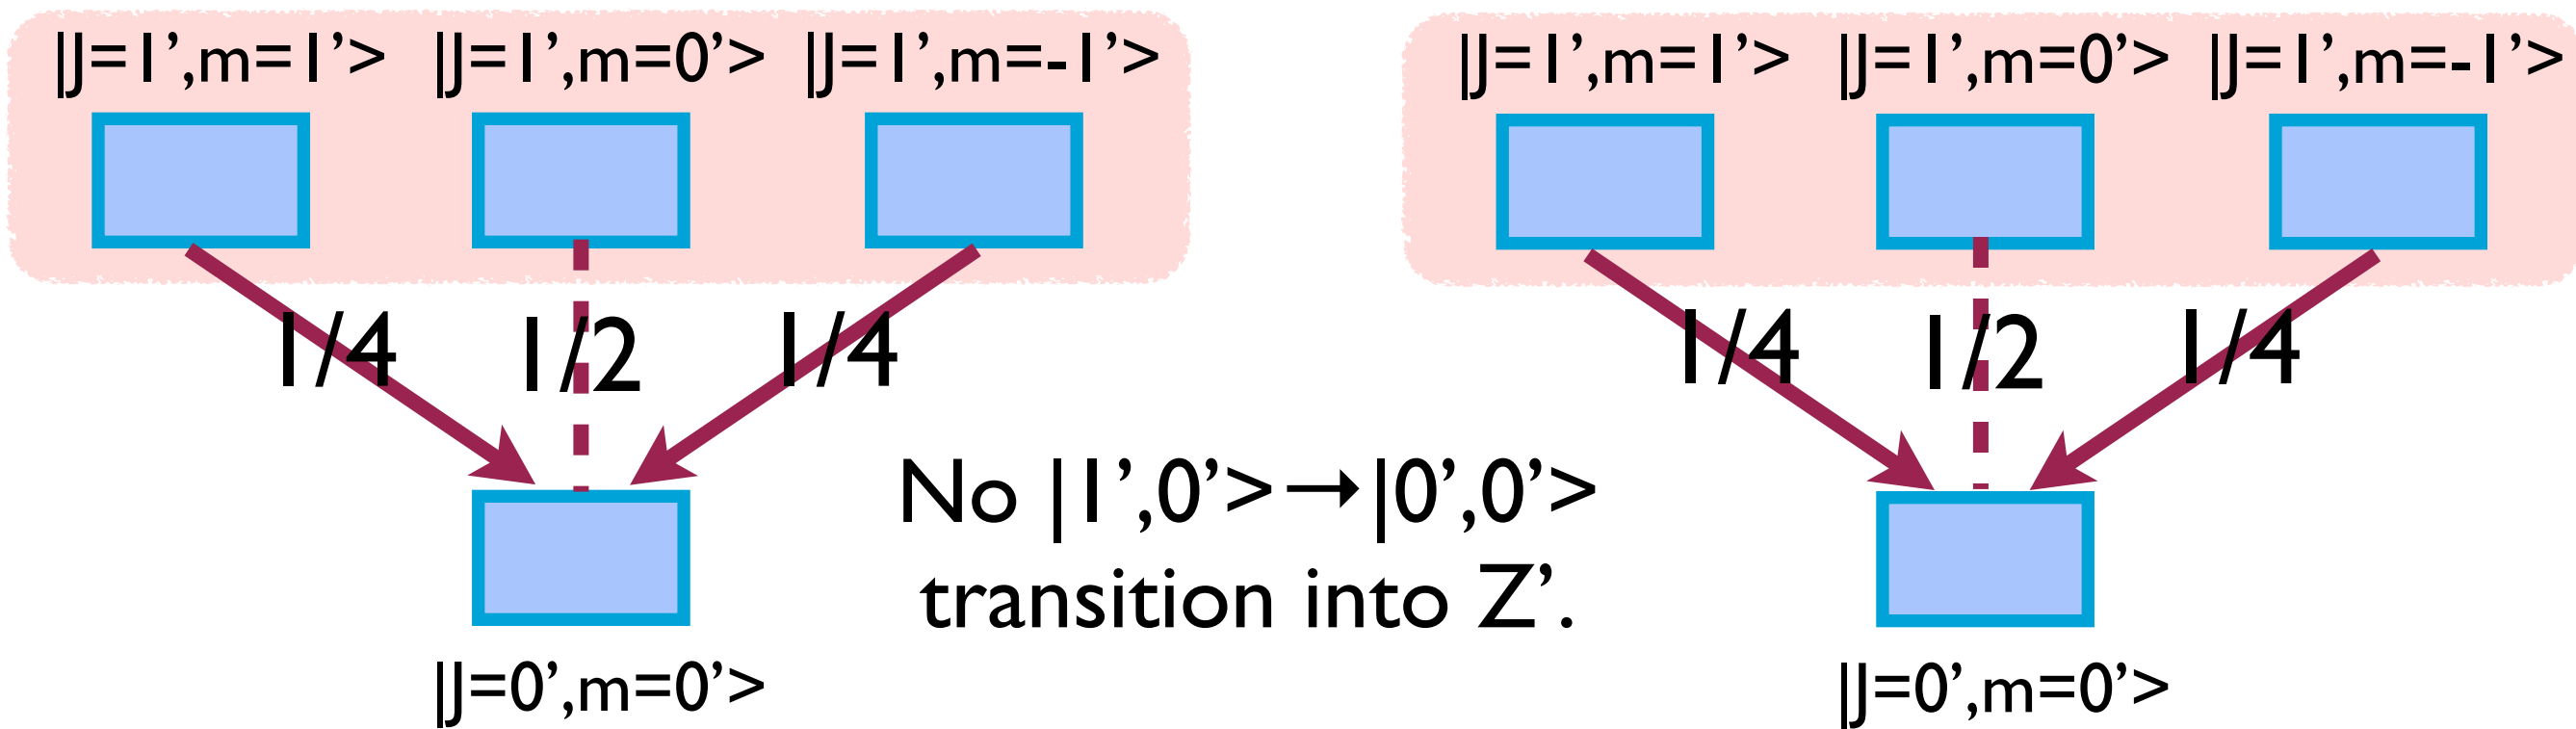 |J=1’,m=1’> |J=1’,m=0’> |J=1’,m=-1’>
|J=1’,m=1’> |J=1’,m=0’> |J=1’,m=-1’>
1/4 1/2 1/4
1/4 1/2 1/4
No |1’,0’>→|0’,0’>
transition into Z’.
|J=0’,m=0’>
|J=0’,m=0’>